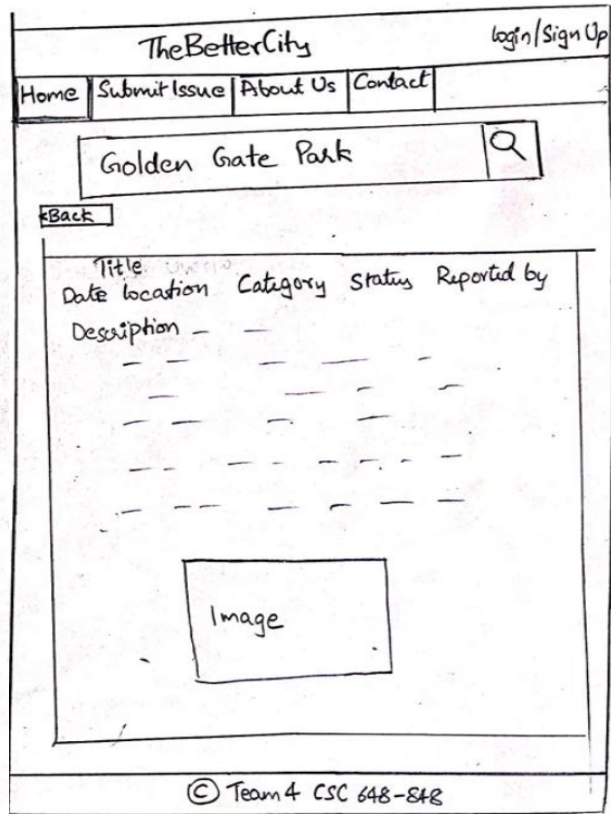 TheBetterCity Login/Sign Up
Home Submit Issue About Us Contact
Golden Gate Park
<Back
Title
Date location Category Status Reported by
Description
Image
© Team 4 CSC 648-848